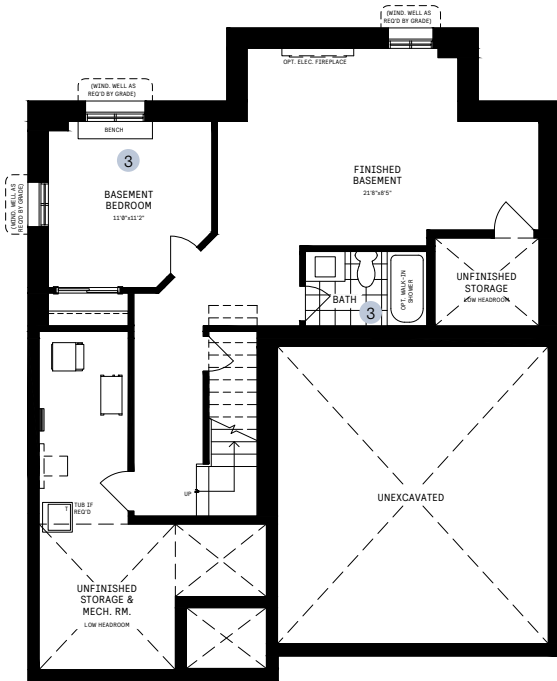 (WIND. WELL AS
REQ'D BY GRADE)
OPT. ELEC. FIREPLACE
(WIND. WELL AS
REQ'D BY GRADE)
BENCH
3
BASEMENT
BEDROOM
11'0"x11'2"
(WIND. WELL AS
REQ'D BY GRADE)
FINISHED
BASEMENT
21'8"x8'5"
UNFINISHED
STORAGE
LOW HEADROOM
BATH
3
OPT. WALK-IN
SHOWER
UP
TUB IF
REQ'D
T
UNEXCAVATED
UNFINISHED
STORAGE &
MECH. RM.
LOW HEADROOM